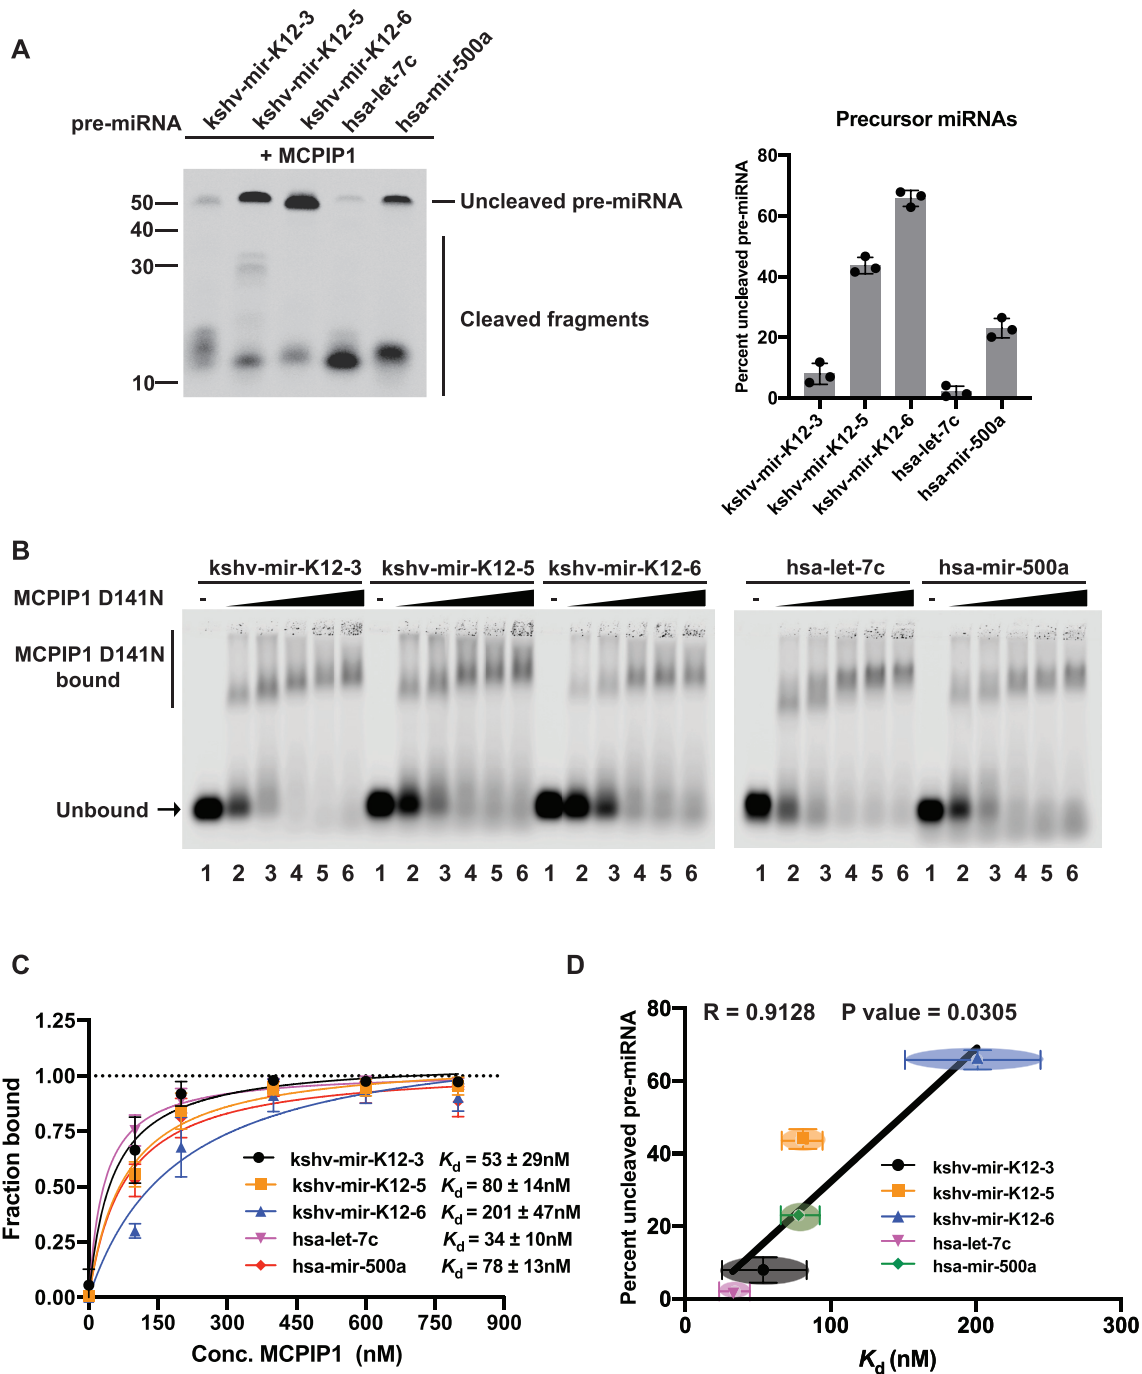 A
kshv-mir-K12-3
kshv-mir-K12-5
kshv-mir-K12-6
hsa-let-7c
hsa-mir-500a
pre-miRNA
+ MCPIP1
50
40
30
10
Uncleaved pre-miRNA
Cleaved fragments
Precursor miRNAs
Percent uncleaved pre-miRNA
80
60
40
20
0
kshv-mir-K12-3
kshv-mir-K12-5
kshv-mir-K12-6
hsa-let-7c
hsa-mir-500a
B
kshv-mir-K12-3 kshv-mir-K12-5 kshv-mir-K12-6 hsa-let-7c hsa-mir-500a
MCPIP1 D141N - - - - -
MCPIP1 D141N
bound
Unbound
1 2 3 4 5 6 1 2 3 4 5 6 1 2 3 4 5 6 1 2 3 4 5 6 1 2 3 4 5 6
C
Fraction bound
1.25
1.00
0.75
0.50
0.25
0.00
0 150 300 450 600 750 900
Conc. MCPIP1 (nM)
kshv-mir-K12-3 Kd = 53 ± 29nM
kshv-mir-K12-5 Kd = 80 ± 14nM
kshv-mir-K12-6 Kd = 201 ± 47nM
hsa-let-7c Kd = 34 ± 10nM
hsa-mir-500a Kd = 78 ± 13nM
D
Percent uncleaved pre-miRNA
80
60
40
20
0
R = 0.9128 P value = 0.0305
kshv-mir-K12-3
kshv-mir-K12-5
kshv-mir-K12-6
hsa-let-7c
hsa-mir-500a
0 100 200 300
Kd (nM)